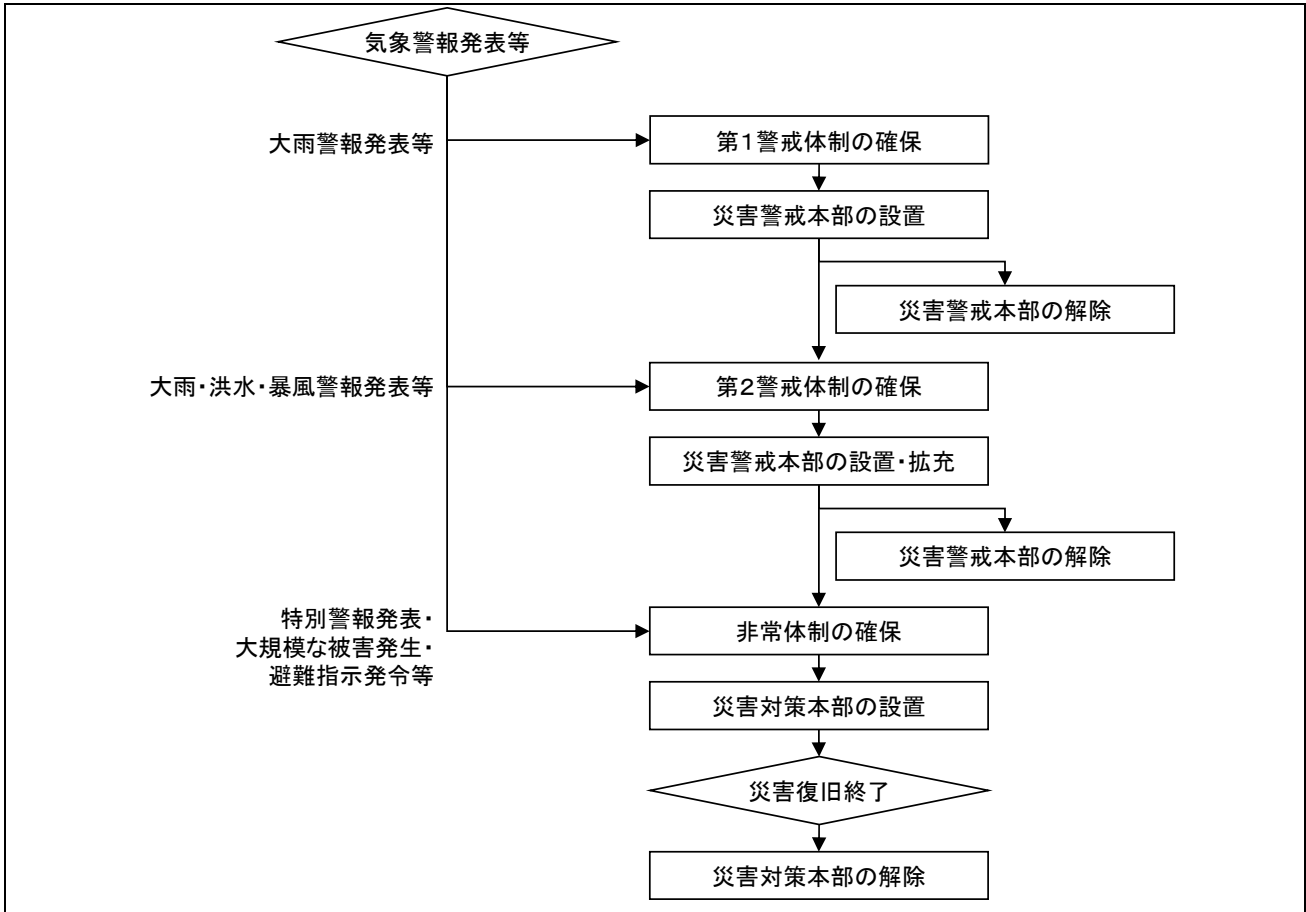 気象警報発表等
大雨警報発表等
第１警戒体制の確保
災害警戒本部の設置
災害警戒本部の解除
大雨・洪水・暴風警報発表等
第２警戒体制の確保
災害警戒本部の設置・拡充
災害警戒本部の解除
特別警報発表・
大規模な被害発生・
避難指示発令等
非常体制の確保
災害対策本部の設置
災害復旧終了
災害対策本部の解除